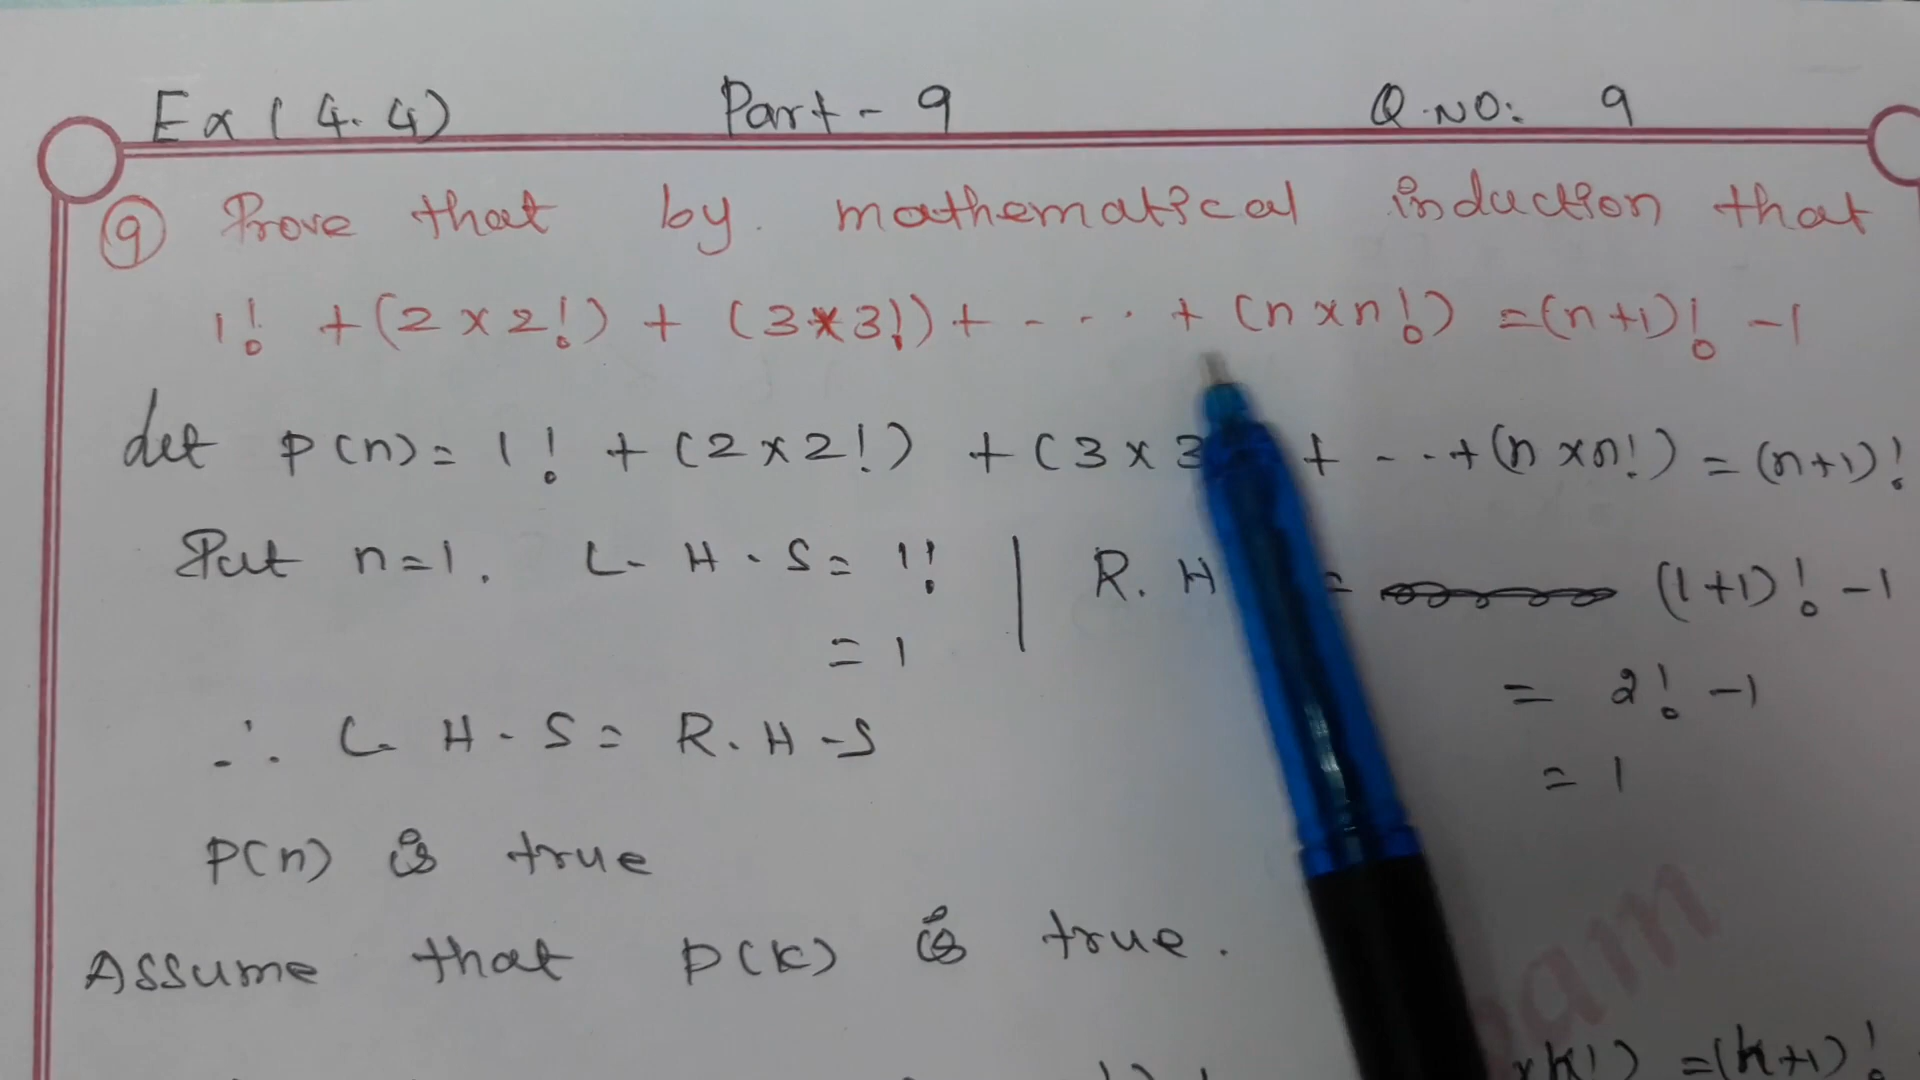 Ex (4.4) Part - 9 Q.NO: 9
9 Prove that by. mathematical induction that
1! + (2 × 2!) + (3 × 3!) + - - - + (n × n!) = (n+1)! - 1
Let P(n) = 1! + (2 × 2!) + (3 × 3 + - - - + (n × n!) = (n+1)!
Put n=1. L.H.S = 1! | R.H = (1+1)! - 1
= 1
= 2! - 1
∴ L.H.S = R.H.S
= 1
P(n) is true
Assume that P(k) is true.
× k!) = (k+1)!